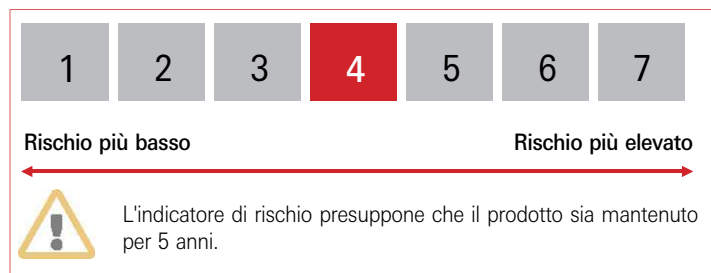 1 2 3 4 5 6 7
Rischio più basso Rischio più elevato
L'indicatore di rischio presuppone che il prodotto sia mantenuto
per 5 anni.